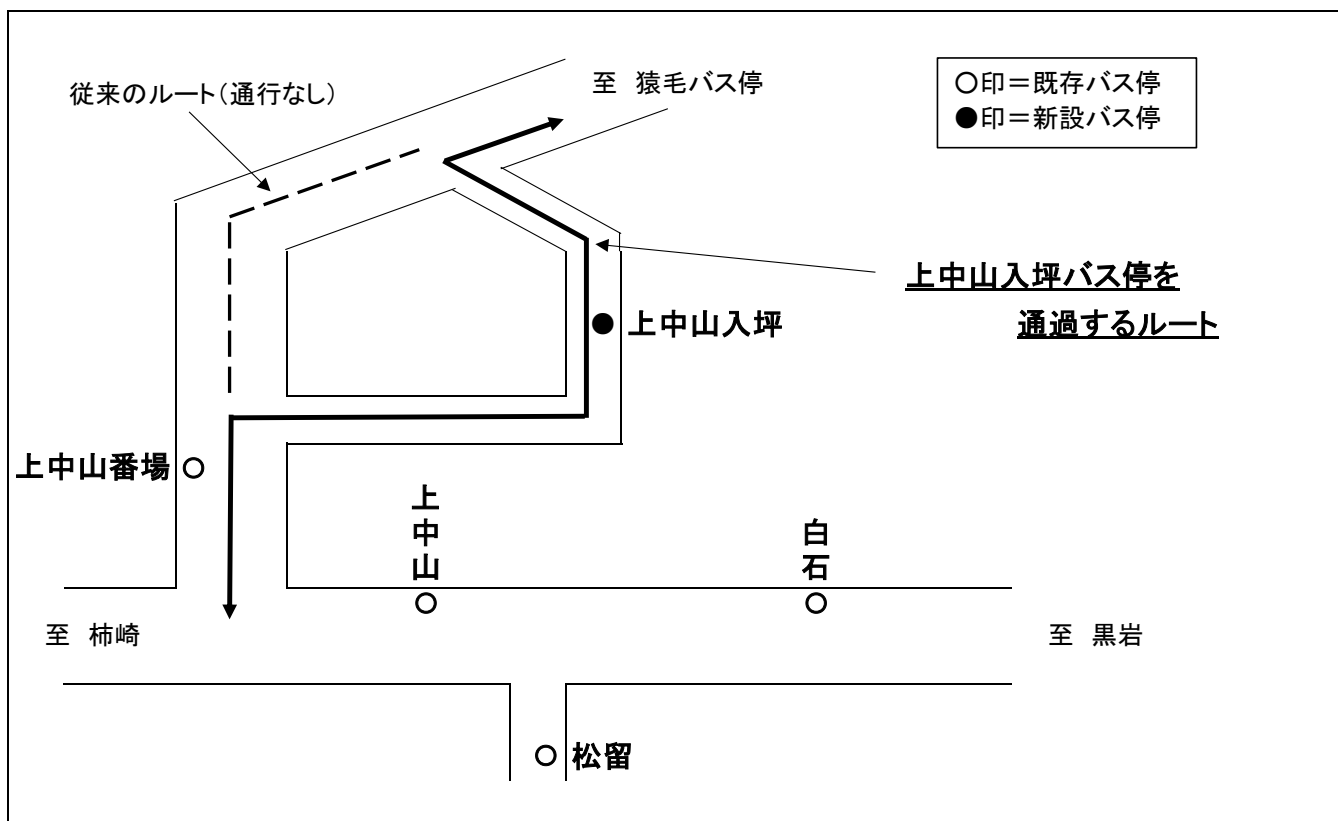 従来のルート(通行なし)
至 猿毛バス停
○印=既存バス停
●印=新設バス停
上中山入坪バス停を
通過するルート
上中山入坪
上中山番場
上中山
白石
至 柿崎
至 黒岩
松留